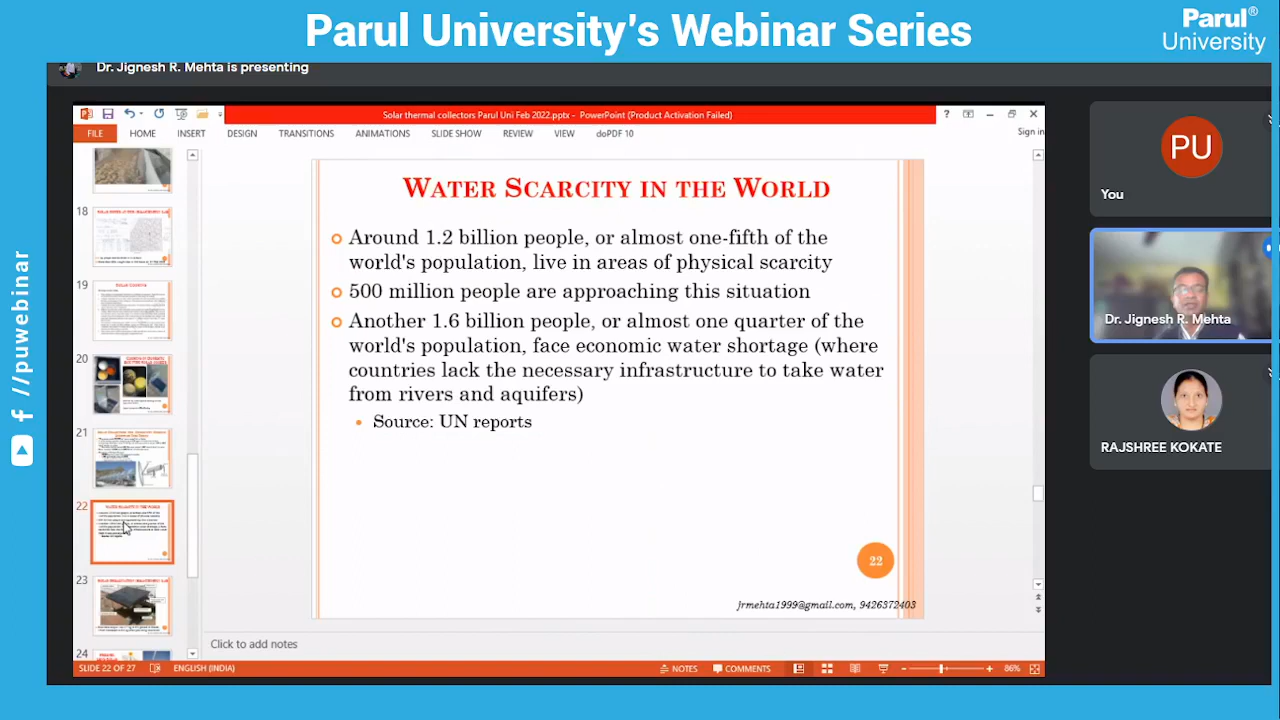 Parul University's Webinar Series
Parul®
University
Dr. Jignesh R. Mehta is presenting
Solar thermal collectors Parul Uni Feb 2022.pptx - PowerPoint (Product Activation Failed)
FILE HOME INSERT DESIGN TRANSITIONS ANIMATIONS SLIDE SHOW REVIEW VIEW doPDF 10
Sign in
18
19
20
21
22
23
24
WATER SCARCITY IN THE WORLD
Around 1.2 billion people, or almost one-fifth of the
world's population, live in areas of physical scarcity
500 million people are approaching this situation
Another 1.6 billion people, or almost one quarter of the
world's population, face economic water shortage (where
countries lack the necessary infrastructure to take water
from rivers and aquifers)
Source: UN reports
22
jrmehta1999@gmail.com, 9426372403
Click to add notes
SLIDE 22 OF 27 ENGLISH (INDIA) NOTES COMMENTS 86%
PU
You
Dr. Jignesh R. Mehta
RAJSHREE KOKATE
//puwebinar